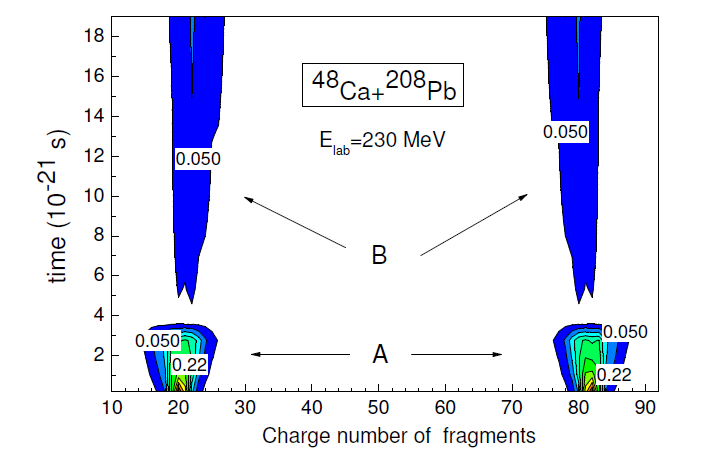 18
16
14
12
10
8
6
4
2
time (10^-21 s)
48Ca+208Pb
E_lab=230 MeV
0.050
0.050
B
A
0.050
0.22
0.050
0.22
10 20 30 40 50 60 70 80 90
Charge number of fragments